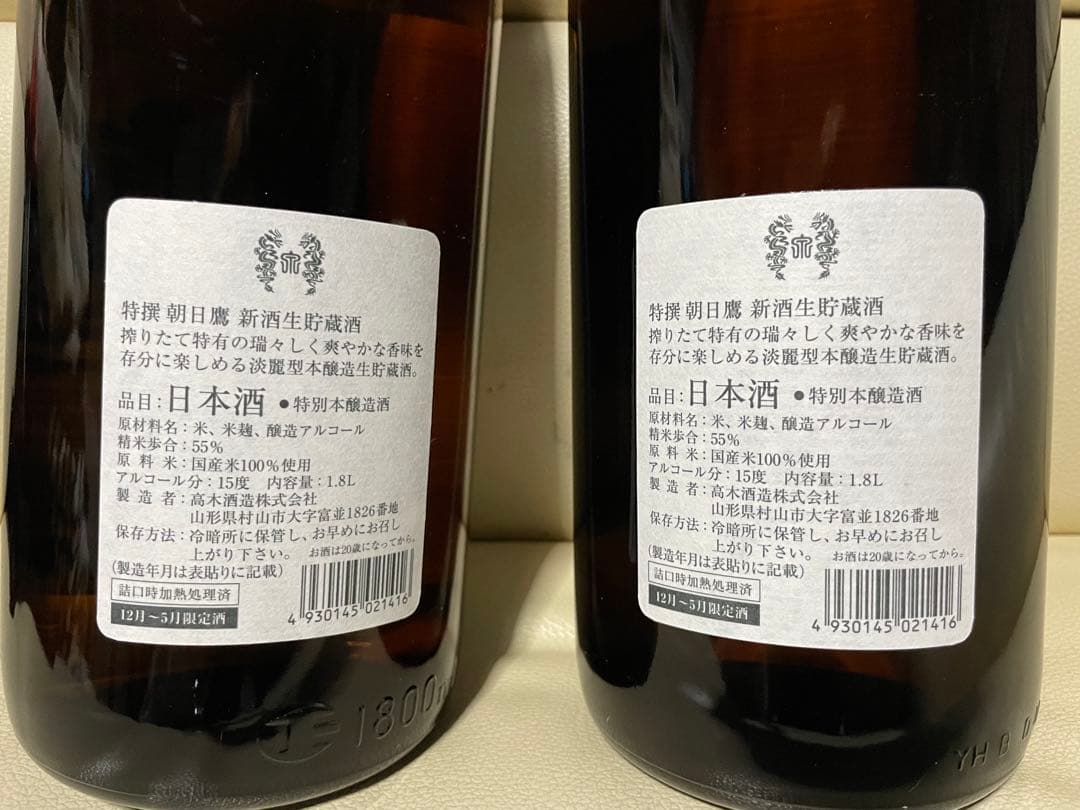 特撰 朝日鷹 新酒生貯蔵酒
搾りたて特有の瑞々しく爽やかな香味を
存分に楽しめる淡麗型本醸造生貯蔵酒。
品目：日本酒 ●特別本醸造酒
原材料名：米、米麹、醸造アルコール
精米歩合：55%
原料米：国産米100%使用
アルコール分：15度 内容量：1.8L
製造者：高木酒造株式会社
山形県村山市大字富並1826番地
保存方法：冷暗所に保管し、お早めにお召し
上がり下さい。 お酒は20歳になってから。
（製造年月は表貼りに記載）
詰口時加熱処理済
12月～5月限定酒
4 930145 021416
1800
特撰 朝日鷹 新酒生貯蔵酒
搾りたて特有の瑞々しく爽やかな香味を
存分に楽しめる淡麗型本醸造生貯蔵酒。
品目：日本酒 ●特別本醸造酒
原材料名：米、米麹、醸造アルコール
精米歩合：55%
原料米：国産米100%使用
アルコール分：15度 内容量：1.8L
製造者：高木酒造株式会社
山形県村山市大字富並1826番地
保存方法：冷暗所に保管し、お早めにお召し
上がり下さい。 お酒は20歳になってから。
（製造年月は表貼りに記載）
詰口時加熱処理済
12月～5月限定酒
4 930145 021416
YH B